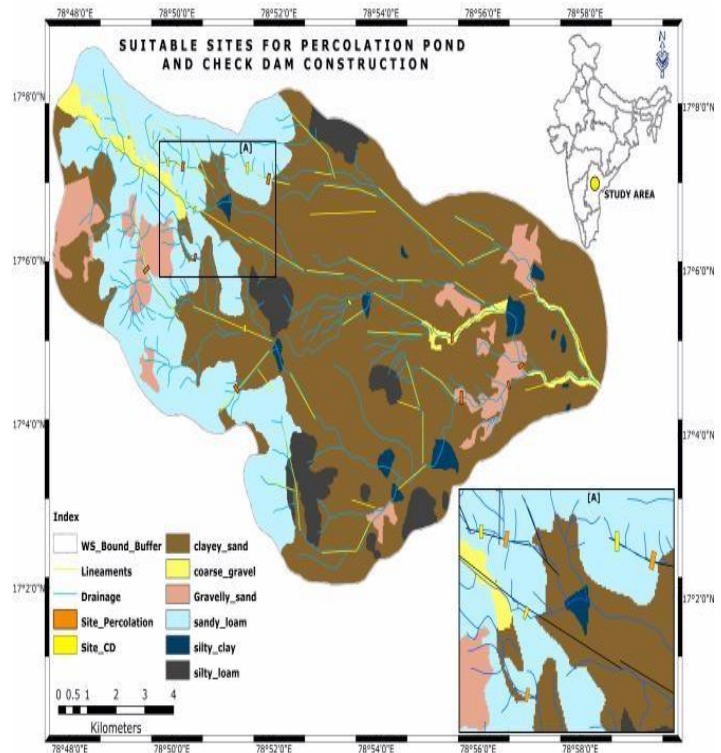 78°48'0"E 78°50'0"E 78°52'0"E 78°54'0"E 78°56'0"E 78°58'0"E
SUITABLE SITES FOR PERCOLATION POND
AND CHECK DAM CONSTRUCTION
N
17°8'0"N 17°8'0"N
[A]
STUDY AREA
17°6'0"N 17°6'0"N
17°4'0"N 17°4'0"N
[A]
Index
WS_Bound_Buffer clayey_sand
Lineaments coarse_gravel
Drainage Gravelly_sand
17°2'0"N 17°2'0"N
Site_Percolation sandy_loam
Site_CD silty_clay
silty_loam
0 0.5 1 2 3 4
Kilometers
78°48'0"E 78°50'0"E 78°52'0"E 78°54'0"E 78°56'0"E 78°58'0"E